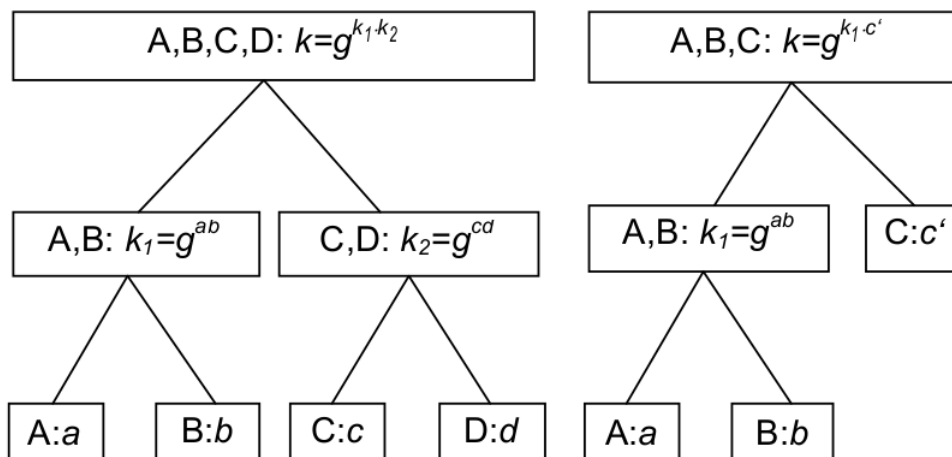 A,B,C,D: k=g^{k₁·k₂}
A,B,C: k=g^{k₁·c‘}
A,B: k₁=g^{ab}
C,D: k₂=g^{cd}
A,B: k₁=g^{ab}
C:c‘
A:a
B:b
C:c
D:d
A:a
B:b